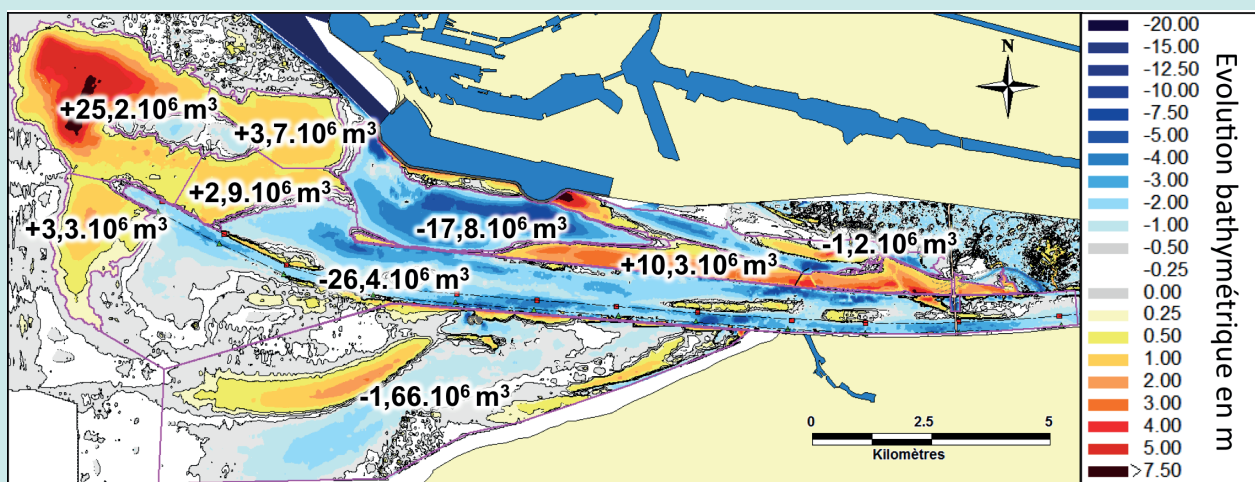 N
+25,2.10⁶ m³
+3,7.10⁶ m³
+2,9.10⁶ m³
+3,3.10⁶ m³
-17,8.10⁶ m³
-1,2.10⁶ m³
+10,3.10⁶ m³
-26,4.10⁶ m³
-1,66.10⁶ m³
0 2.5 5
Kilomètres
-20.00
-15.00
-12.50
-10.00
-7.50
-5.00
-4.00
-3.00
-2.00
-1.00
-0.50
-0.25
0.00
0.25
0.50
1.00
2.00
3.00
4.00
5.00
>7.50
Evolution bathymétrique en m